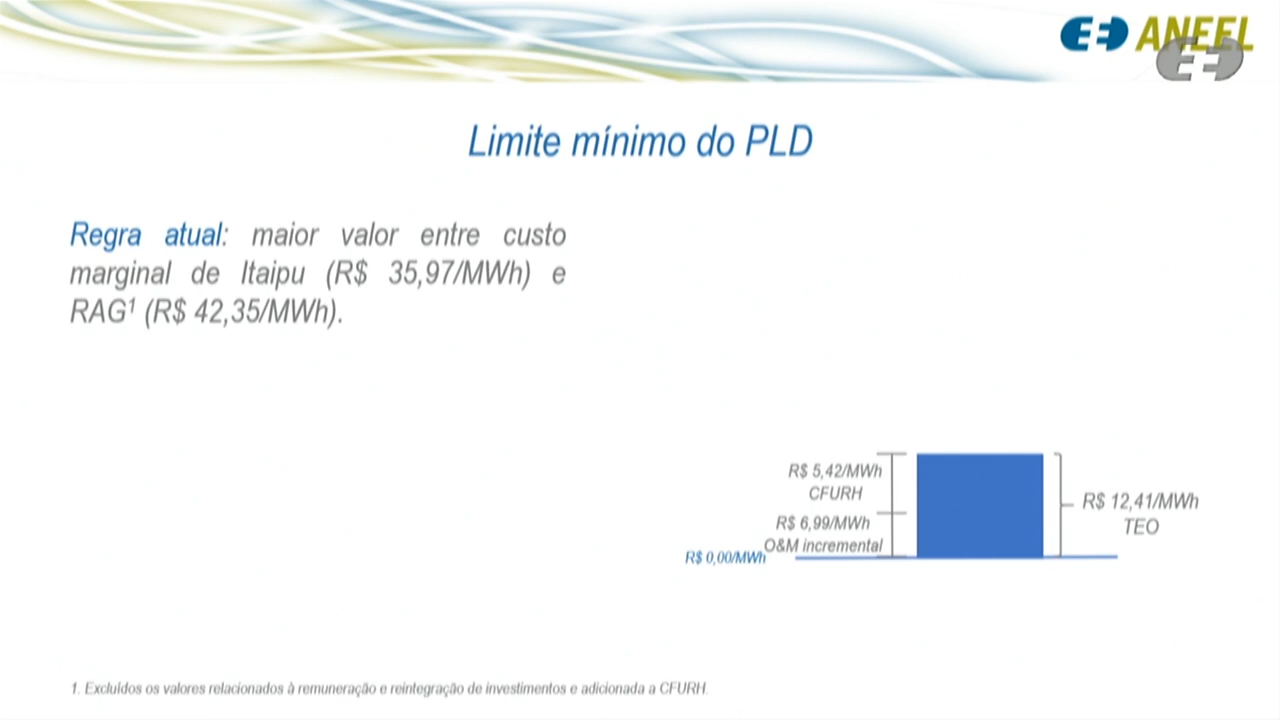 ANEEL
Limite mínimo do PLD
Regra atual: maior valor entre custo
marginal de Itaipu (R$ 35,97/MWh) e
RAG¹ (R$ 42,35/MWh).
R$ 5,42/MWh
CFURH
R$ 6,99/MWh
O&M incremental
R$ 0,00/MWh
R$ 12,41/MWh
TEO
1. Excluídos os valores relacionados à remuneração e reintegração de investimentos e adicionada a CFURH.